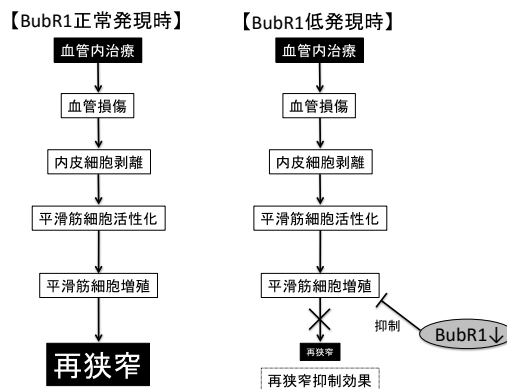 【BubR1正常発現時】
血管内治療
血管損傷
内皮細胞剥離
平滑筋細胞活性化
平滑筋細胞増殖
再狭窄
【BubR1低発現時】
血管内治療
血管損傷
内皮細胞剥離
平滑筋細胞活性化
平滑筋細胞増殖
抑制
BubR1↓
再狭窄
再狭窄抑制効果